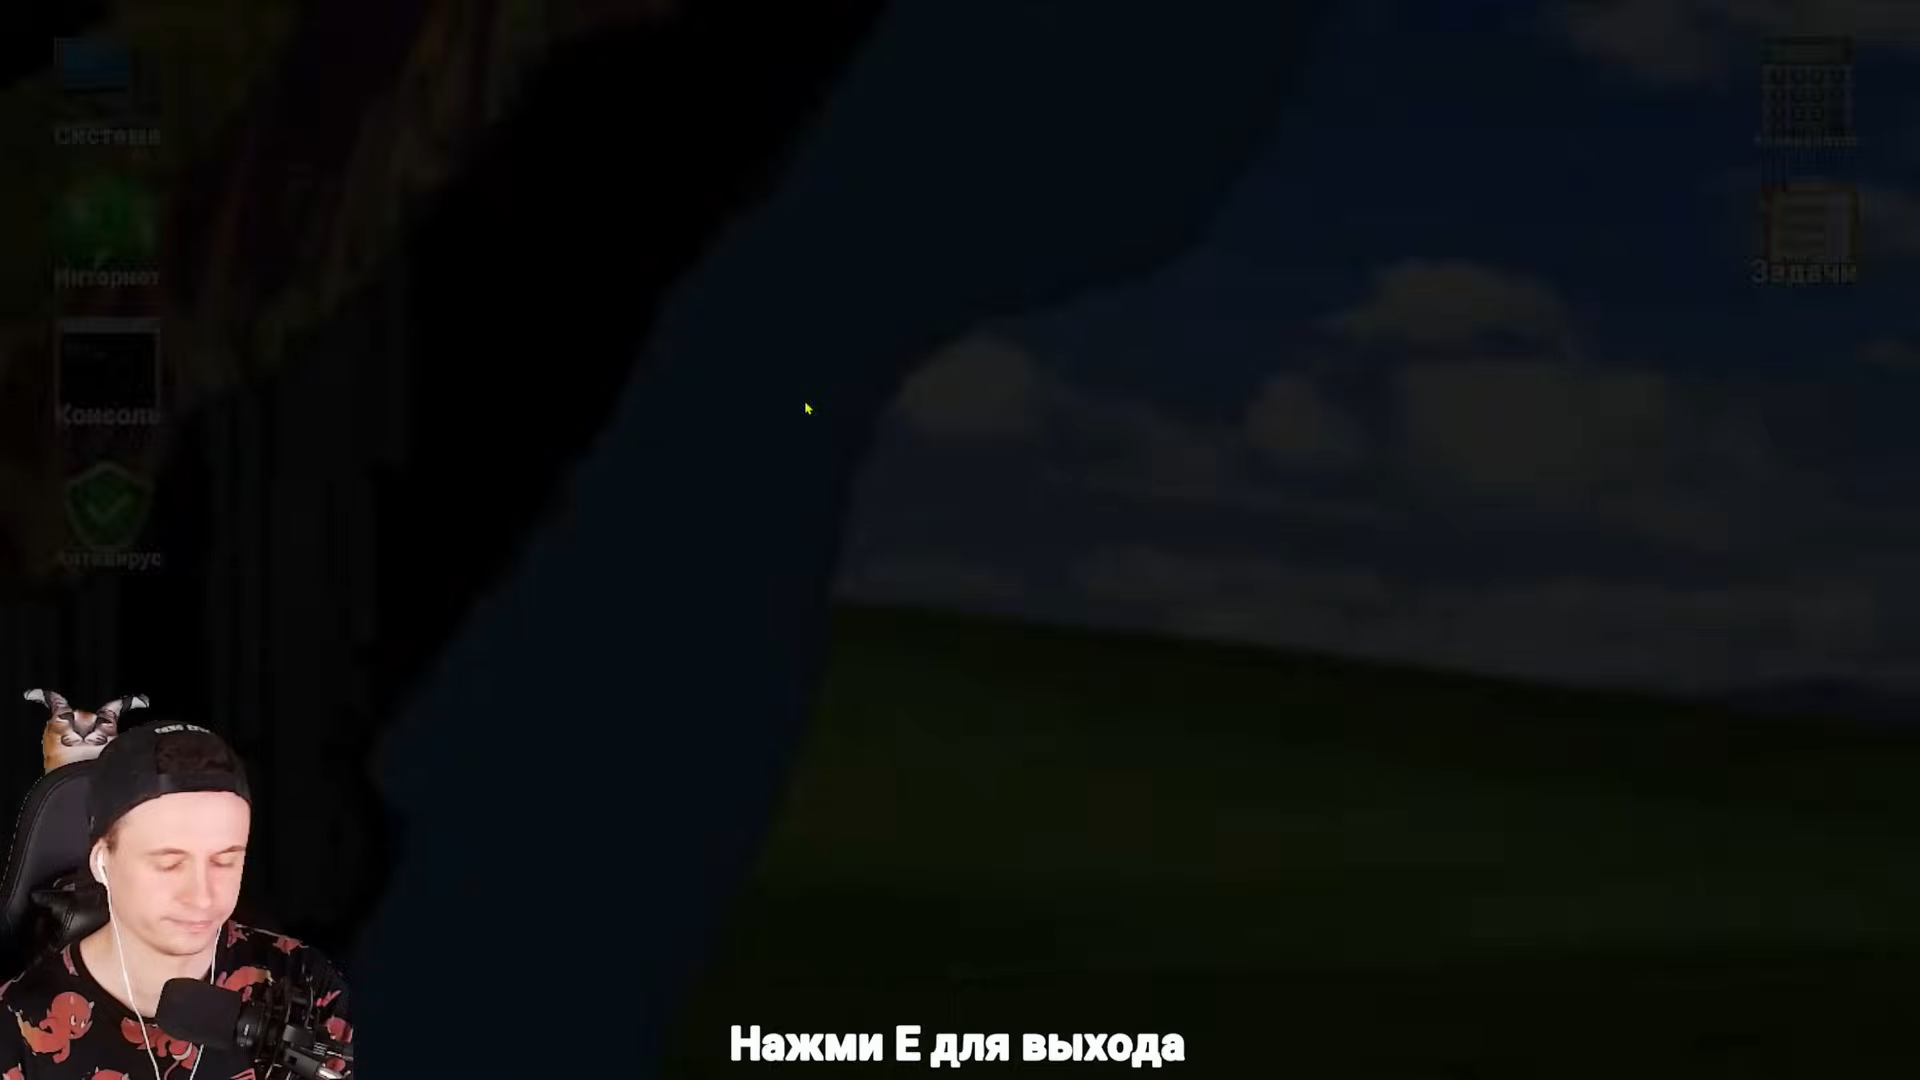 Система
Интернет
Консоль
Антивирус
Задачи
Нажми E для выхода